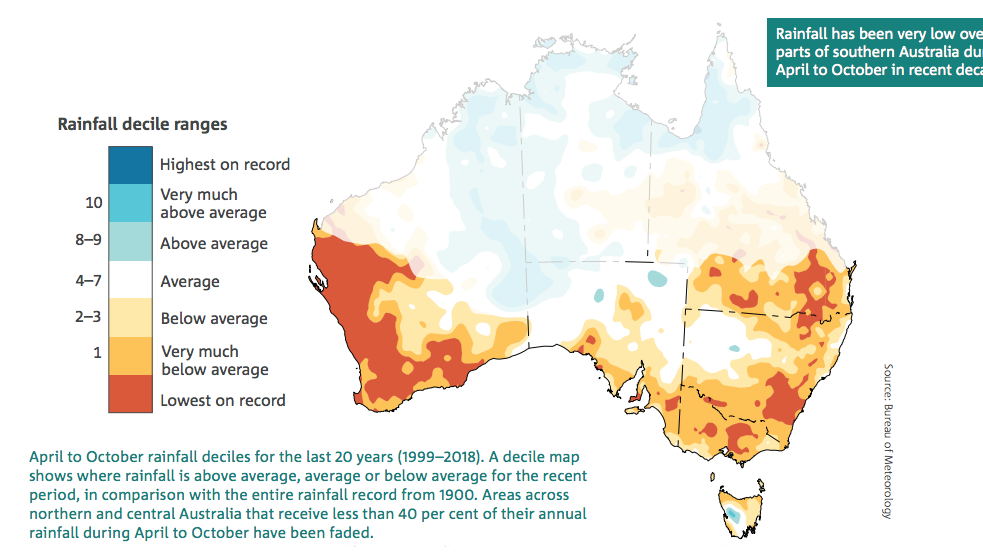 Rainfall has been very low ove
parts of southern Australia du
April to October in recent deca
Rainfall decile ranges
Highest on record
10 Very much
above average
8–9 Above average
4–7 Average
2–3 Below average
1 Very much
below average
Lowest on record
Source: Bureau of Meteorology
April to October rainfall deciles for the last 20 years (1999–2018). A decile map
shows where rainfall is above average, average or below average for the recent
period, in comparison with the entire rainfall record from 1900. Areas across
northern and central Australia that receive less than 40 per cent of their annual
rainfall during April to October have been faded.